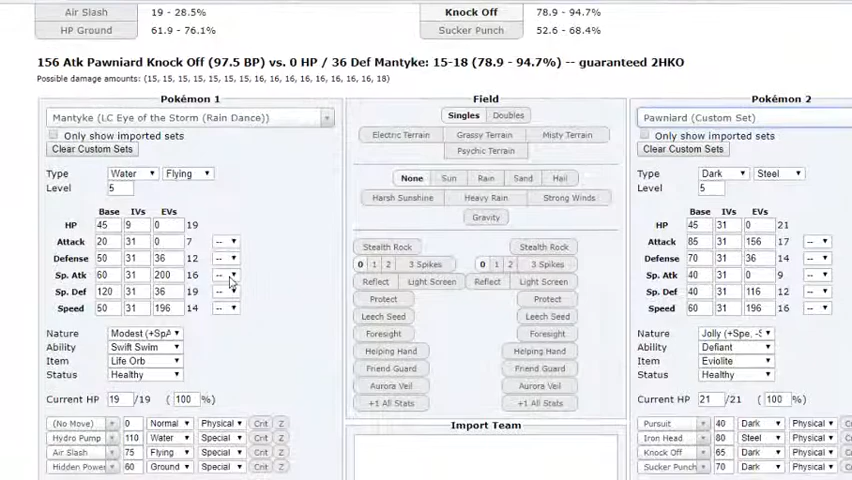 Air Slash 19 - 28.5% Knock Off 78.9 - 94.7%
HP Ground 61.9 - 76.1% Sucker Punch 52.6 - 68.4%
156 Atk Pawniard Knock Off (97.5 BP) vs. 0 HP / 36 Def Mantyke: 15-18 (78.9 - 94.7%) -- guaranteed 2HKO
Possible damage amounts: (15, 15, 15, 15, 15, 15, 15, 16, 16, 16, 16, 16, 16, 16, 16, 18)
Pokémon 1
Mantyke (LC Eye of the Storm (Rain Dance))
Only show imported sets
Clear Custom Sets
Type Water Flying
Level 5
Base IVs EVs
HP 45 9 0 19
Attack 20 31 0 7 --
Defense 50 31 36 12 --
Sp. Atk 60 31 200 16 --
Sp. Def 120 31 36 19 --
Speed 50 31 196 14 --
Nature Modest (+SpA
Ability Swift Swim
Item Life Orb
Status Healthy
Current HP 19 /19 ( 100 %)
(No Move) 0 Normal Physical Crit Z
Hydro Pump 110 Water Special Crit Z
Air Slash 75 Flying Special Crit Z
Hidden Power 60 Ground Special Crit Z
Field
Singles Doubles
Electric Terrain Grassy Terrain Misty Terrain
Psychic Terrain
None Sun Rain Sand Hail
Harsh Sunshine Heavy Rain Strong Winds
Gravity
Stealth Rock Stealth Rock
0 1 2 3 Spikes 0 1 2 3 Spikes
Reflect Light Screen Reflect Light Screen
Protect Protect
Leech Seed Leech Seed
Foresight Foresight
Helping Hand Helping Hand
Friend Guard Friend Guard
Aurora Veil Aurora Veil
+1 All Stats +1 All Stats
Import Team
Pokémon 2
Pawniard (Custom Set)
Only show imported sets
Clear Custom Sets
Type Dark Steel
Level 5
Base IVs EVs
HP 45 31 0 21
Attack 85 31 156 17 --
Defense 70 31 36 14 --
Sp. Atk 40 31 0 9 --
Sp. Def 40 31 116 12 --
Speed 60 31 196 16 --
Nature Jolly (+Spe, -S
Ability Defiant
Item Eviolite
Status Healthy
Current HP 21 /21 ( 100 %)
Pursuit 40 Dark Physical
Iron Head 80 Steel Physical
Knock Off 65 Dark Physical
Sucker Punch 70 Dark Physical